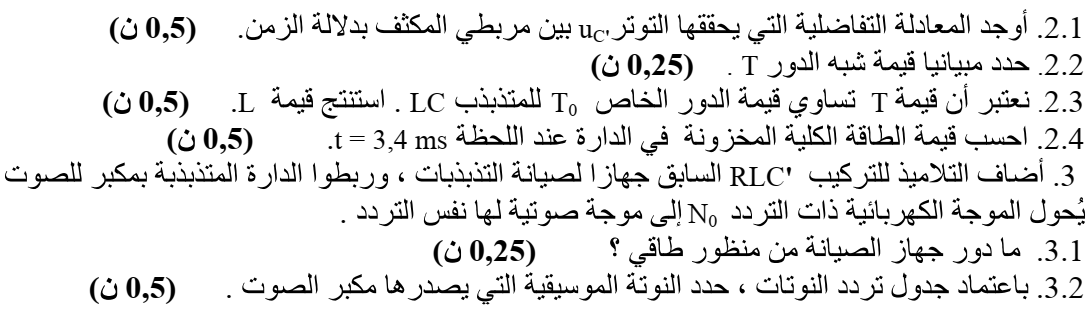 2.1. أوجد المعادلة التفاضلية التي يحققها التوتر uC' بين مربطي المكثف بدلالة الزمن. (0,5 ن)
2.2. حدد مبيانيا قيمة شبه الدور T . (0,25 ن)
2.3. نعتبر أن قيمة T تساوي قيمة الدور الخاص T0 للمتذبذب LC . استنتج قيمة L. (0,5 ن)
2.4. احسب قيمة الطاقة الكلية المخزونة في الدارة عند اللحظة t = 3,4 ms. (0,5 ن)
3. أضاف التلاميذ للتركيب RLC' السابق جهازا لصيانة التذبذبات ، وربطوا الدارة المتذبذبة بمكبر للصوت
يُحول الموجة الكهربائية ذات التردد N0 إلى موجة صوتية لها نفس التردد .
3.1. ما دور جهاز الصيانة من منظور طاقي ؟ (0,25 ن)
3.2. باعتماد جدول تردد النوتات ، حدد النوتة الموسيقية التي يصدرها مكبر الصوت . (0,5 ن)